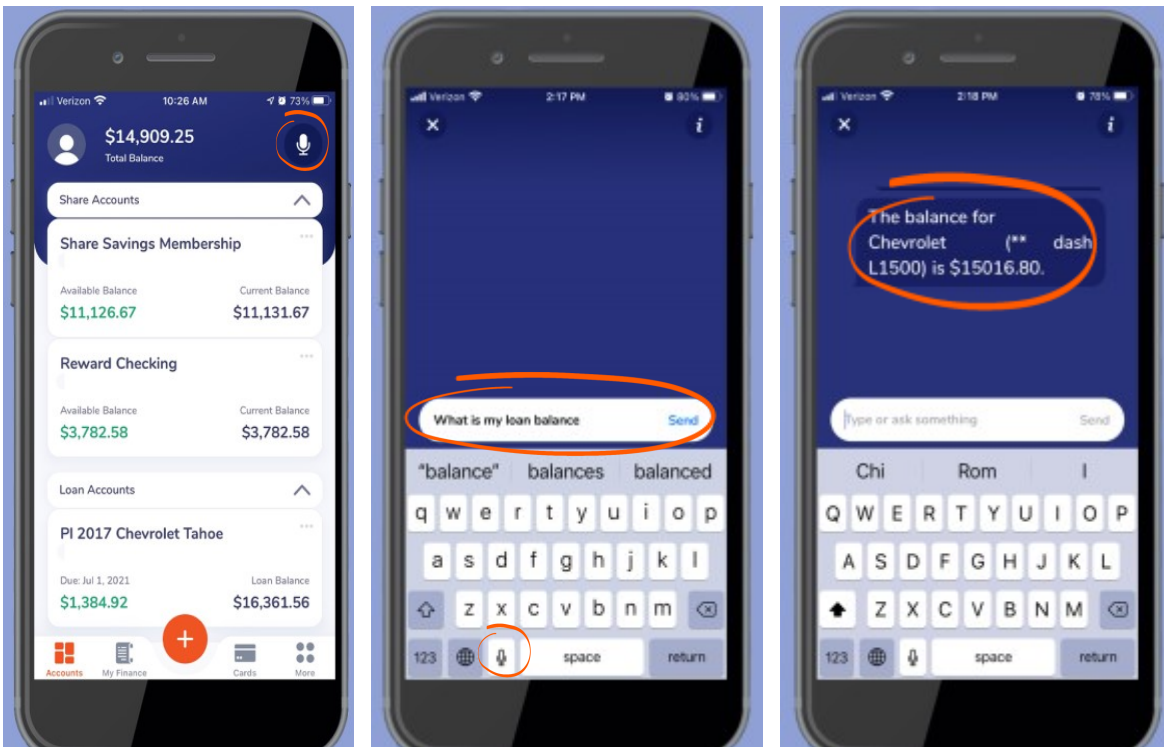 Verizon 10:26 AM 73%
$14,909.25
Total Balance
Share Accounts
Share Savings Membership
Available Balance Current Balance
$11,126.67 $11,131.67
Reward Checking
Available Balance Current Balance
$3,782.58 $3,782.58
Loan Accounts
PI 2017 Chevrolet Tahoe
Due: Jul 1, 2021 Loan Balance
$1,384.92 $16,361.56
+
Accounts My Finance Cards More
Verizon 2:17 PM 80%
i
What is my loan balance Send
"balance" balances balanced
q w e r t y u i o p
a s d f g h j k l
z x c v b n m
123 space return
Verizon 2:18 PM 78%
i
The balance for
Chevrolet (** dash
L1500) is $15016.80.
Type or ask something Send
Chi Rom I
Q W E R T Y U I O P
A S D F G H J K L
Z X C V B N M
123 space return